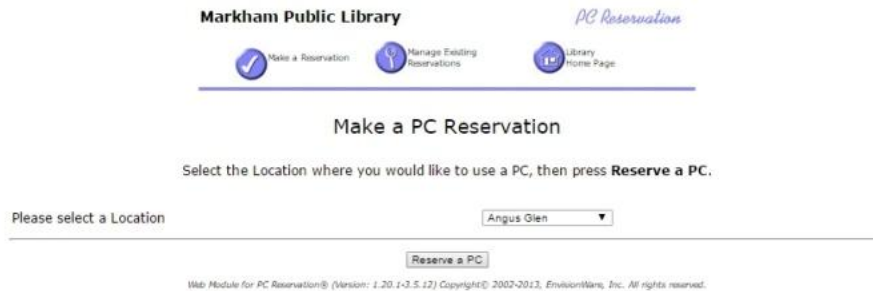 Markham Public Library
PC Reservation
Make a Reservation
Manage Existing
Reservations
Library
Home Page
Make a PC Reservation
Select the Location where you would like to use a PC, then press Reserve a PC.
Please select a Location
Angus Glen
Reserve a PC
Web Module for PC Reservation® (Version: 1.20.1-3.5.12) Copyright© 2002-2013, EnvisionWare, Inc. All rights reserved.